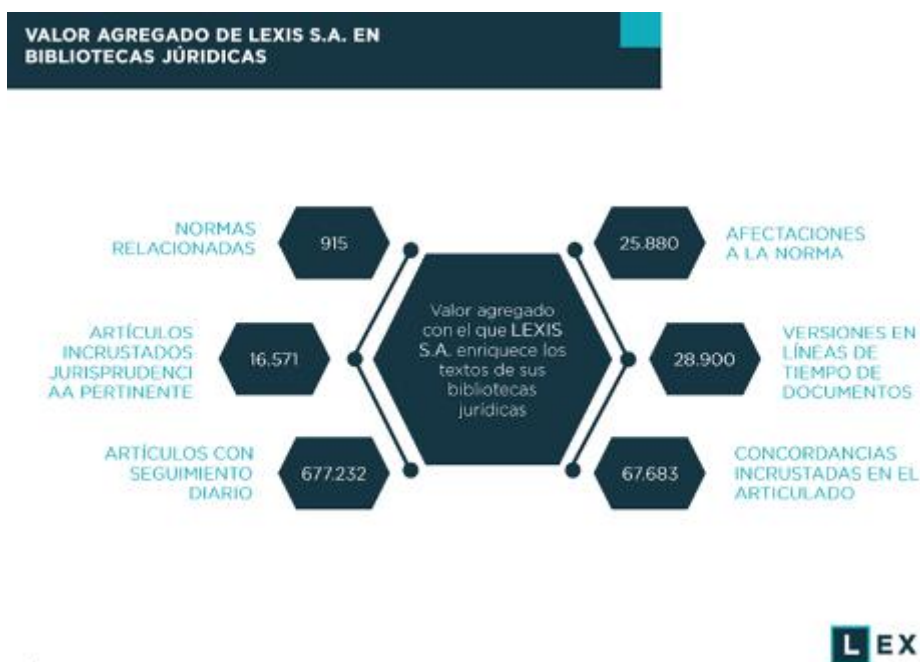 VALOR AGREGADO DE LEXIS S.A. EN
BIBLIOTECAS JÚRIDICAS
NORMAS
RELACIONADAS
915
25.880
AFECTACIONES
A LA NORMA
ARTÍCULOS
INCRUSTADOS
JURISPRUDENCI
AA PERTINENTE
16.571
Valor agregado
con el que LEXIS
S.A. enriquece los
textos de sus
bibliotecas
jurídicas
28.900
VERSIONES EN
LÍNEAS DE
TIEMPO DE
DOCUMENTOS
ARTÍCULOS CON
SEGUIMIENTO
DIARIO
677.232
67.683
CONCORDANCIAS
INCRUSTADAS EN EL
ARTICULADO
LEX